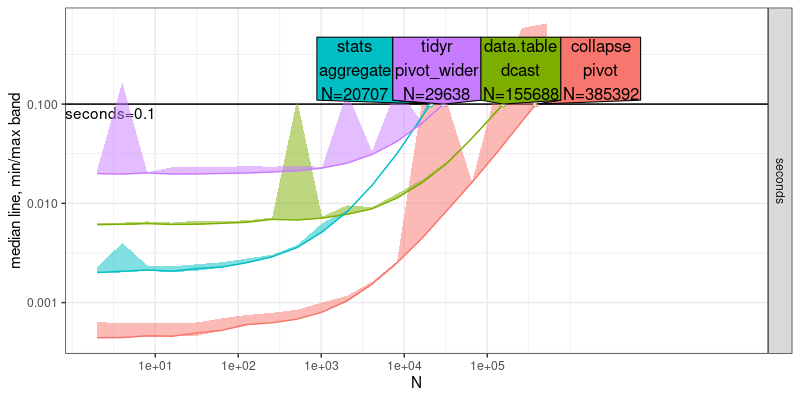 stats tidyr data.table collapse
aggregate pivot_wider dcast pivot
N=20707 N=29638 N=155688 N=385392
seconds=0.1
0.100
0.010
0.001
median line, min/max band
seconds
1e+01 1e+02 1e+03 1e+04 1e+05
N